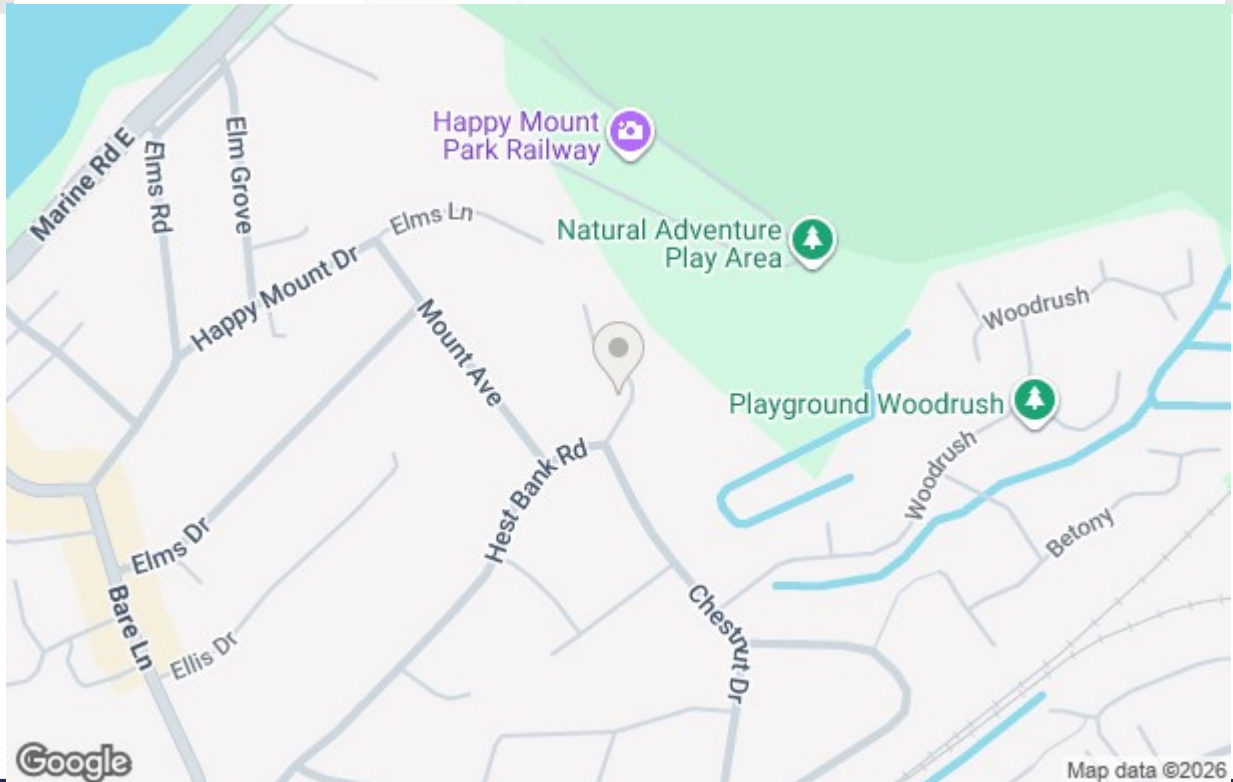 Happy Mount
Park Railway
Marine Rd E
Elms Rd
Elm Grove
Elms Ln
Natural Adventure
Play Area
Happy Mount Dr
Mount Ave
Woodrush
Playground Woodrush
Hest Bank Rd
Woodrush
Elms Dr
Betony
Bare Ln
Chestnut Dr
Ellis Dr
Google
Map data ©2026